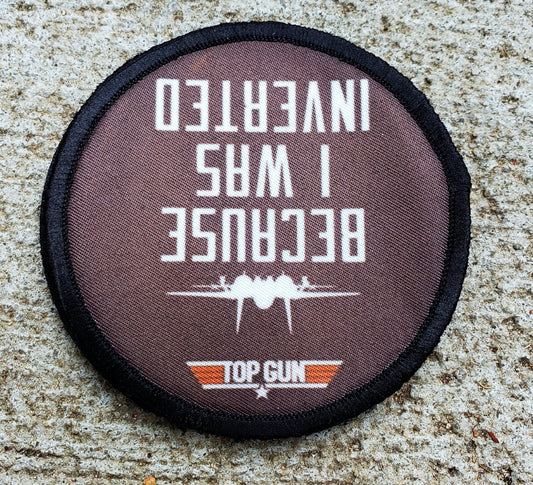 BECAUSE
I WAS
INVERTED
TOP GUN